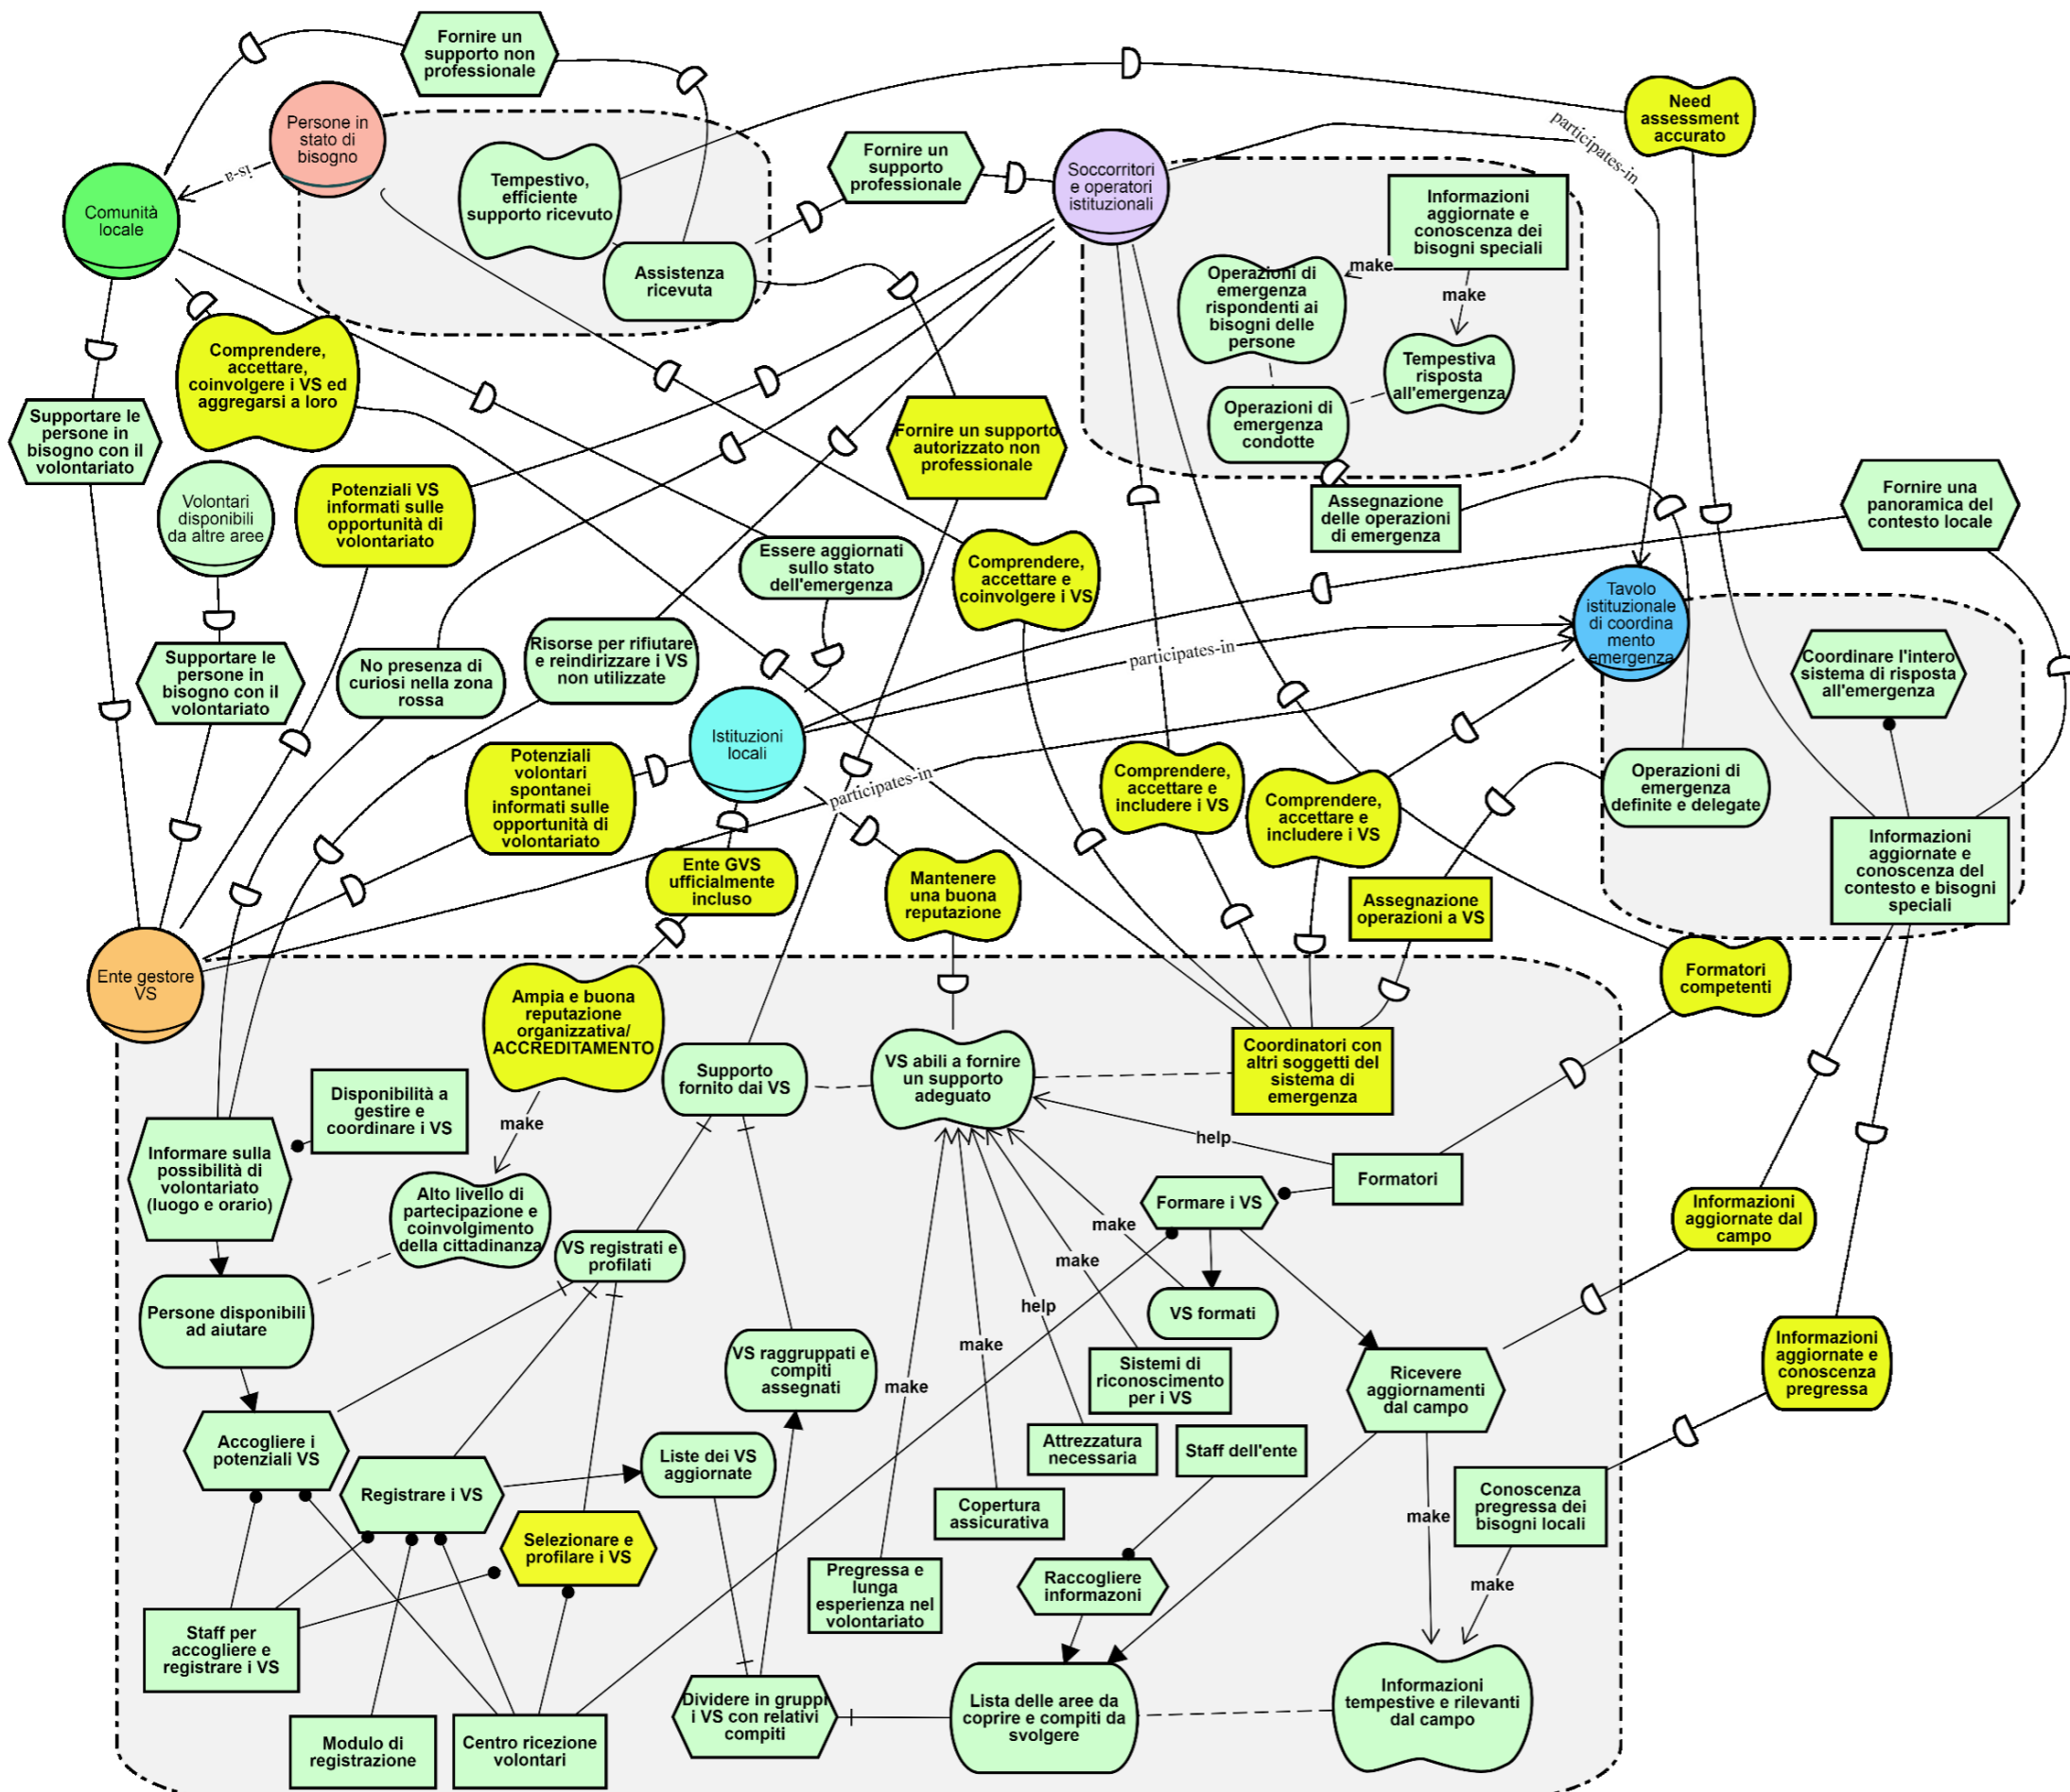 Fornire un
supporto non
professionale
Persone in
stato di
bisogno
is-a
Comunità
locale
Tempestivo,
efficiente
supporto ricevuto
Assistenza
ricevuta
Fornire un
supporto
professionale
Soccorritori
e operatori
istituzionali
Need
assessment
accurato
participates-in
Informazioni
aggiornate e
conoscenza dei
bisogni speciali
make
make
Operazioni di
emergenza
rispondenti ai
bisogni delle
persone
Tempestiva
risposta
all'emergenza
Operazioni di
emergenza
condotte
Comprendere,
accettare,
coinvolgere i VS ed
aggregarsi a loro
Supportare le
persone in
bisogno con il
volontariato
Volontari
disponibili
da altre aree
Potenziali VS
informati sulle
opportunità di
volontariato
Fornire un supporto
autorizzato non
professionale
Assegnazione
delle operazioni
di emergenza
Fornire una
panoramica del
contesto locale
Essere aggiornati
sullo stato
dell'emergenza
Comprendere,
accettare e
coinvolgere i VS
Tavolo
istituzionale
di coordina
mento
emergenza
Supportare le
persone in
bisogno con il
volontariato
No presenza di
curiosi nella zona
rossa
Risorse per rifiutare
e reindirizzare i VS
non utilizzate
participates-in
Coordinare l'intero
sistema di risposta
all'emergenza
Istituzioni
locali
Potenziali
volontari
spontanei
informati sulle
opportunità di
volontariato
participates-in
Comprendere,
accettare e
includere i VS
Comprendere,
accettare e
includere i VS
Operazioni di
emergenza
definite e delegate
Informazioni
aggiornate e
conoscenza del
contesto e bisogni
speciali
Ente GVS
ufficialmente
incluso
Mantenere
una buona
reputazione
Assegnazione
operazioni a VS
Formatori
competenti
Ente gestore
VS
Ampia e buona
reputazione
organizzativa/
ACCREDITAMENTO
make
Supporto
fornito dai VS
VS abili a fornire
un supporto
adeguato
Coordinatori con
altri soggetti del
sistema di
emergenza
Disponibilità a
gestire e
coordinare i VS
Informare sulla
possibilità di
volontariato
(luogo e orario)
Alto livello di
partecipazione e
coinvolgimento
della cittadinanza
help
Formatori
Formare i VS
Informazioni
aggiornate dal
campo
VS registrati e
profilati
make
make
help
make
make
VS formati
Persone disponibili
ad aiutare
VS raggruppati e
compiti
assegnati
Sistemi di
riconoscimento
per i VS
Ricevere
aggiornamenti
dal campo
Informazioni
aggiornate e
conoscenza
pregressa
Accogliere i
potenziali VS
Registrare i VS
Liste dei VS
aggiornate
Attrezzatura
necessaria
Staff dell'ente
Copertura
assicurativa
make
Conoscenza
pregressa dei
bisogni locali
Selezionare e
profilare i VS
Pregressa e
lunga
esperienza nel
volontariato
Raccogliere
informazoni
make
Staff per
accogliere e
registrare i VS
Modulo di
registrazione
Centro ricezione
volontari
Dividere in gruppi
i VS con relativi
compiti
Lista delle aree da
coprire e compiti da
svolgere
Informazioni
tempestive e rilevanti
dal campo